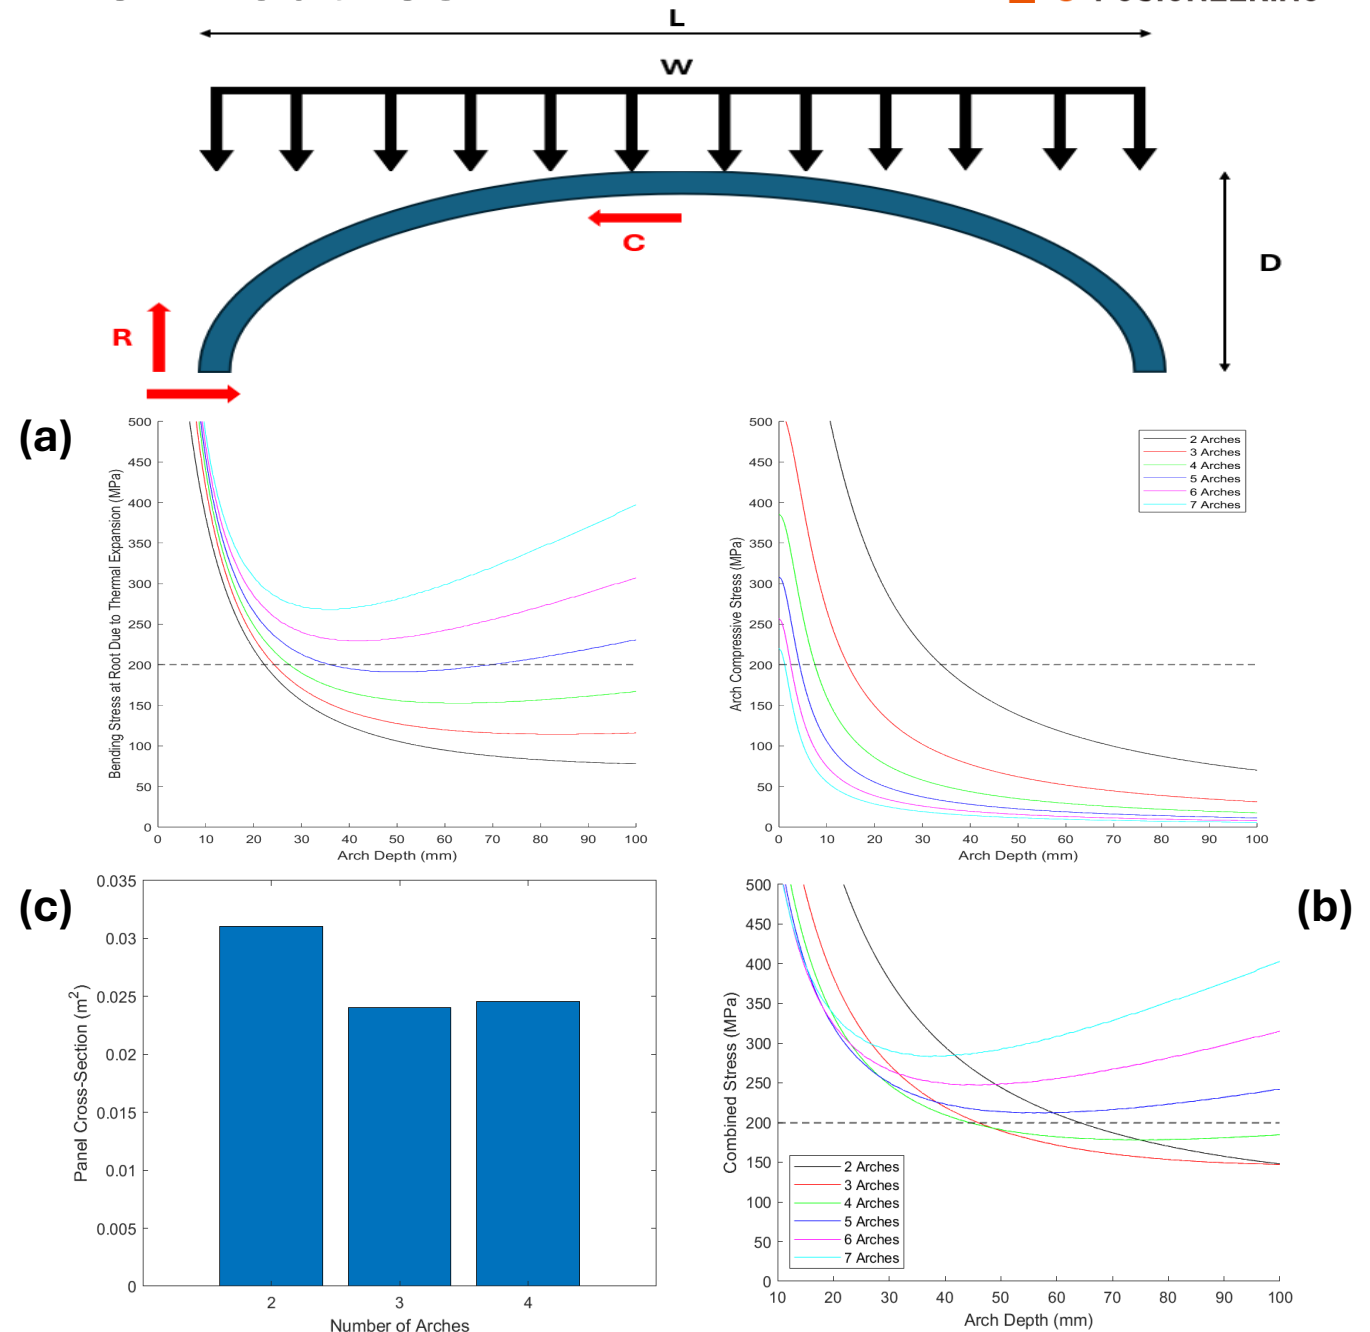 L
W
C
D
R
(a)
500
450
400
350
300
250
200
150
100
50
0
Bending Stress at Root Due to Thermal Expansion (MPa)
0 10 20 30 40 50 60 70 80 90 100
Arch Depth (mm)
500
450
400
350
300
250
200
150
100
50
0
Arch Compressive Stress (MPa)
2 Arches
3 Arches
4 Arches
5 Arches
6 Arches
7 Arches
0 10 20 30 40 50 60 70 80 90 100
Arch Depth (mm)
(c)
0.035
0.03
0.025
0.02
0.015
0.01
0.005
0
Panel Cross-Section (m²)
2 3 4
Number of Arches
(b)
500
450
400
350
300
250
200
150
100
50
0
Combined Stress (MPa)
2 Arches
3 Arches
4 Arches
5 Arches
6 Arches
7 Arches
10 20 30 40 50 60 70 80 90 100
Arch Depth (mm)